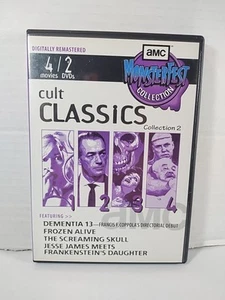 DIGITALLY REMASTERED
4/2
movies DVDs
amc
MONSTERFEST
COLLECTION
cult
CLASSICS
Collection 2
1 2 3 4
amc
FEATURING >>
DEMENTIA 13—FRANCIS F. COPPOLA'S DIRECTORIAL DEBUT
FROZEN ALIVE
THE SCREAMING SKULL
JESSE JAMES MEETS
FRANKENSTEIN'S DAUGHTER